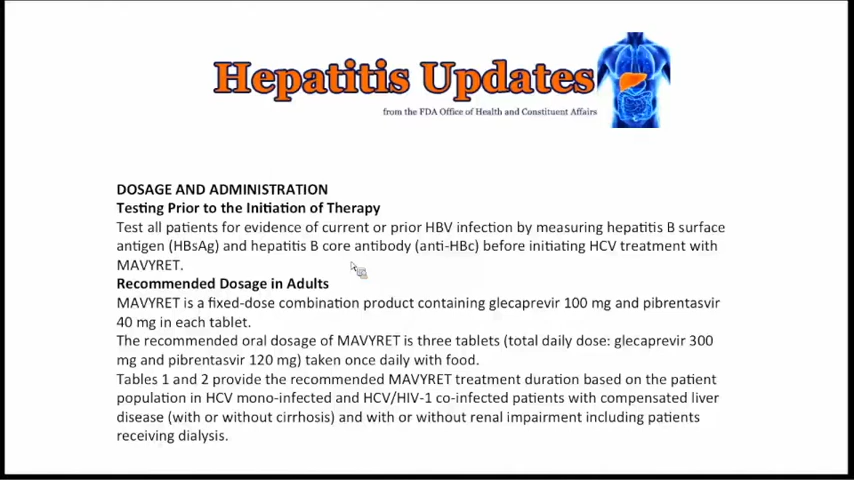 Hepatitis Updates
from the FDA Office of Health and Constituent Affairs
DOSAGE AND ADMINISTRATION
Testing Prior to the Initiation of Therapy
Test all patients for evidence of current or prior HBV infection by measuring hepatitis B surface
antigen (HBsAg) and hepatitis B core antibody (anti-HBc) before initiating HCV treatment with
MAVYRET.
Recommended Dosage in Adults
MAVYRET is a fixed-dose combination product containing glecaprevir 100 mg and pibrentasvir
40 mg in each tablet.
The recommended oral dosage of MAVYRET is three tablets (total daily dose: glecaprevir 300
mg and pibrentasvir 120 mg) taken once daily with food.
Tables 1 and 2 provide the recommended MAVYRET treatment duration based on the patient
population in HCV mono-infected and HCV/HIV-1 co-infected patients with compensated liver
disease (with or without cirrhosis) and with or without renal impairment including patients
receiving dialysis.